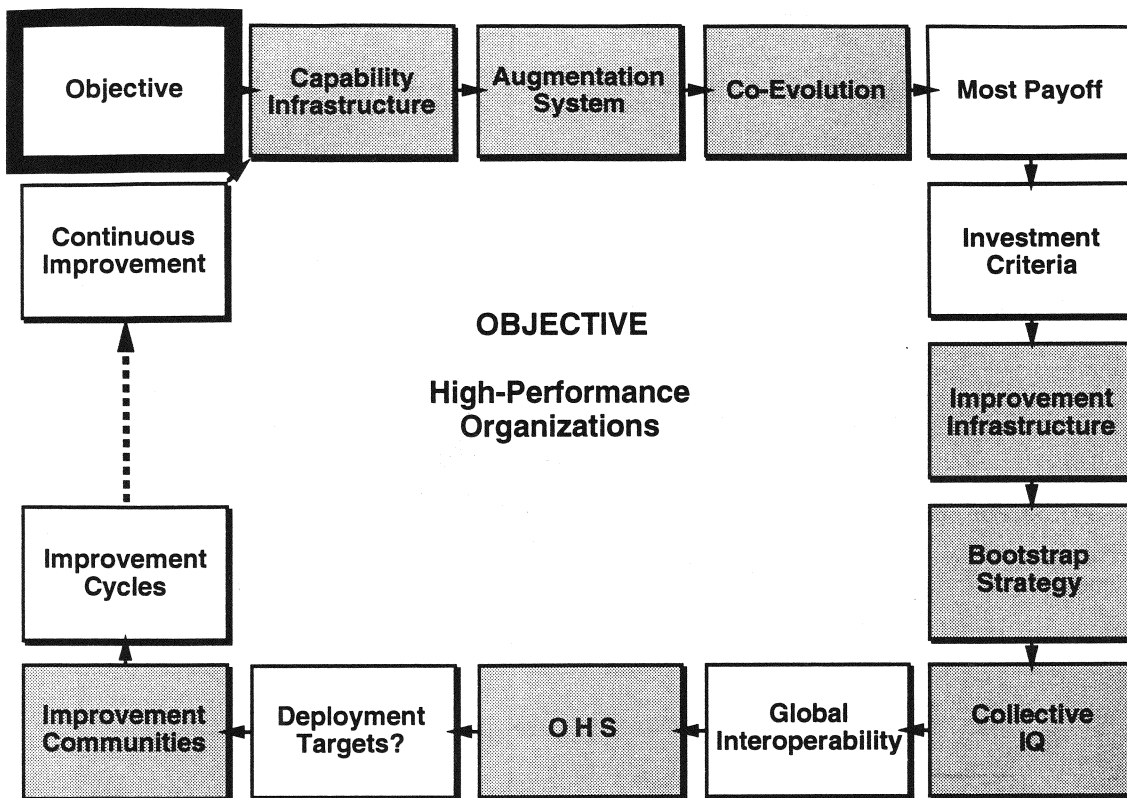 Objective
Capability
Infrastructure
Augmentation
System
Co-Evolution
Most Payoff
Investment
Criteria
Improvement
Infrastructure
Bootstrap
Strategy
Collective
IQ
Global
Interoperability
O H S
Deployment
Targets?
Improvement
Communities
Improvement
Cycles
Continuous
Improvement
OBJECTIVE
High-Performance
Organizations